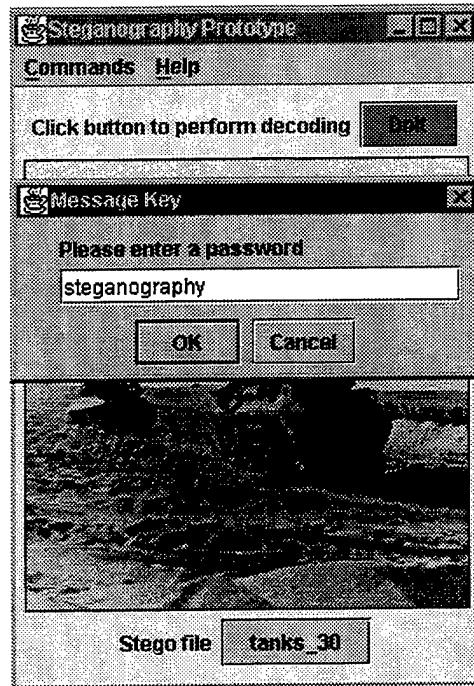 Steganography Prototype
Commands Help
Click button to perform decoding DoIt
Message Key
Please enter a password
steganography
OK Cancel
Stego file tanks_30